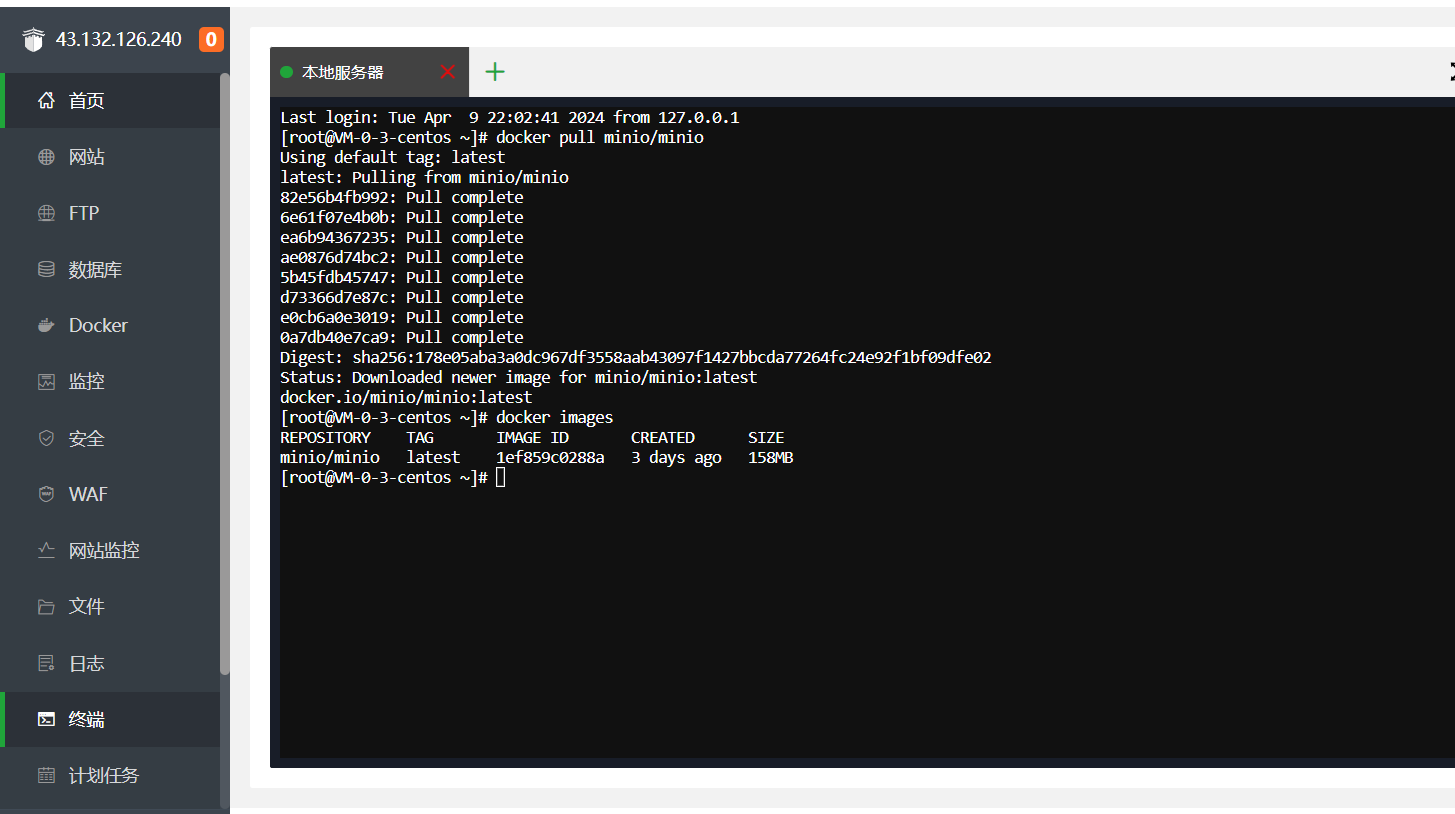 43.132.126.240 0
首页
网站
FTP
数据库
Docker
监控
安全
WAF
网站监控
文件
日志
终端
计划任务
本地服务器
Last login: Tue Apr  9 22:02:41 2024 from 127.0.0.1
[root@VM-0-3-centos ~]# docker pull minio/minio
Using default tag: latest
latest: Pulling from minio/minio
82e56b4fb992: Pull complete
6e61f07e4b0b: Pull complete
ea6b94367235: Pull complete
ae0876d74bc2: Pull complete
5b45fdb45747: Pull complete
d73366d7e87c: Pull complete
e0cb6a0e3019: Pull complete
0a7db40e7ca9: Pull complete
Digest: sha256:178e05aba3a0dc967df3558aab43097f1427bbcda77264fc24e92f1bf09dfe02
Status: Downloaded newer image for minio/minio:latest
docker.io/minio/minio:latest
[root@VM-0-3-centos ~]# docker images
REPOSITORY    TAG       IMAGE ID       CREATED      SIZE
minio/minio   latest    1ef859c0288a   3 days ago   158MB
[root@VM-0-3-centos ~]#